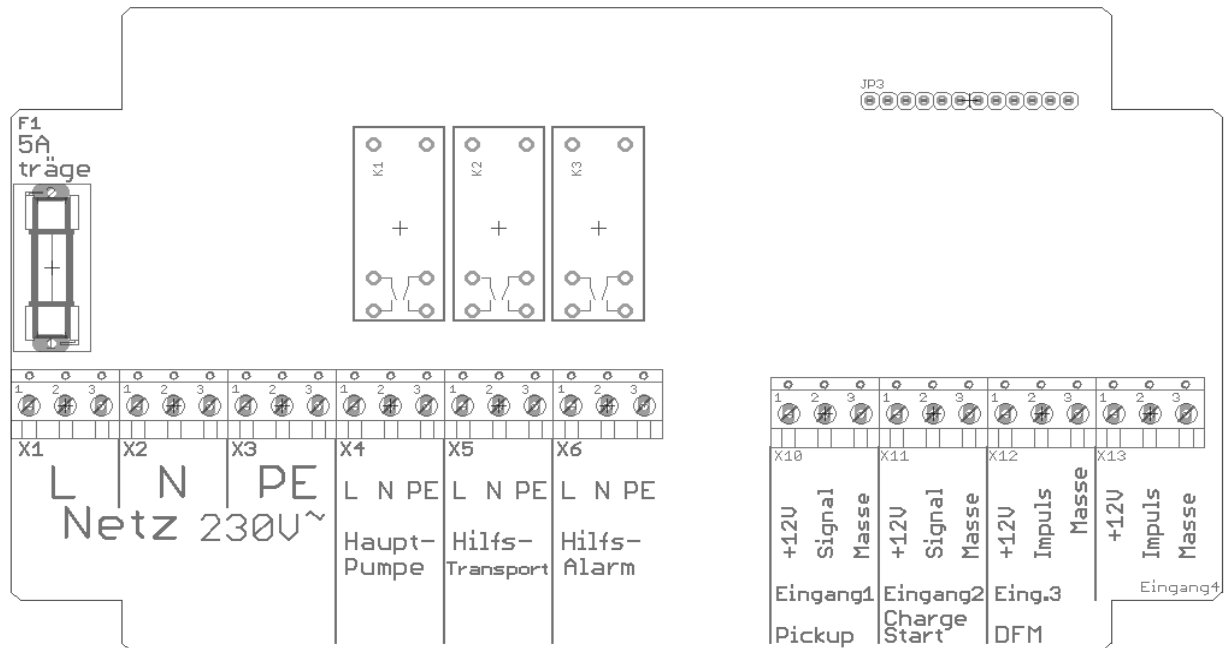 JP3
F1
5A
träge
K1 K2 K3
1 2 3 1 2 3 1 2 3 1 2 3 1 2 3 1 2 3
1 2 3 1 2 3 1 2 3 1 2 3
X1 X2 X3 X4 X5 X6
X10 X11 X12 X13
L N PE
L N PE L N PE L N PE
Netz 230V~
Haupt-
Pumpe
Hilfs-
Transport
Hilfs-
Alarm
+12V Signal Masse
+12V Signal Masse
+12V Impuls Masse
+12V Impuls Masse
Eingang1 Eingang2 Eing.3 Eingang4
Pickup
Charge
Start
DFM